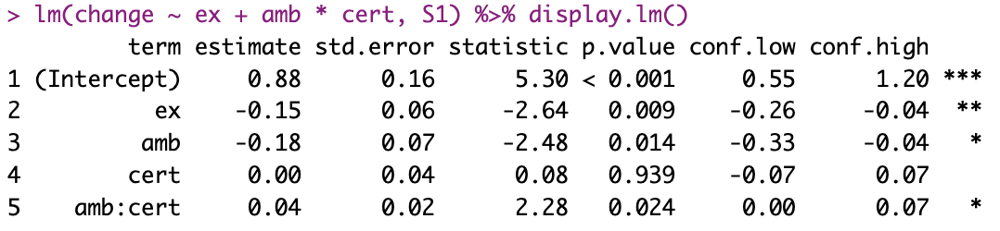 > lm(change ~ ex + amb * cert, S1) %>% display.lm()
term estimate std.error statistic p.value conf.low conf.high
1 (Intercept) 0.88 0.16 5.30 < 0.001 0.55 1.20 ***
2 ex -0.15 0.06 -2.64 0.009 -0.26 -0.04 **
3 amb -0.18 0.07 -2.48 0.014 -0.33 -0.04 *
4 cert 0.00 0.04 0.08 0.939 -0.07 0.07
5 amb:cert 0.04 0.02 2.28 0.024 0.00 0.07 *